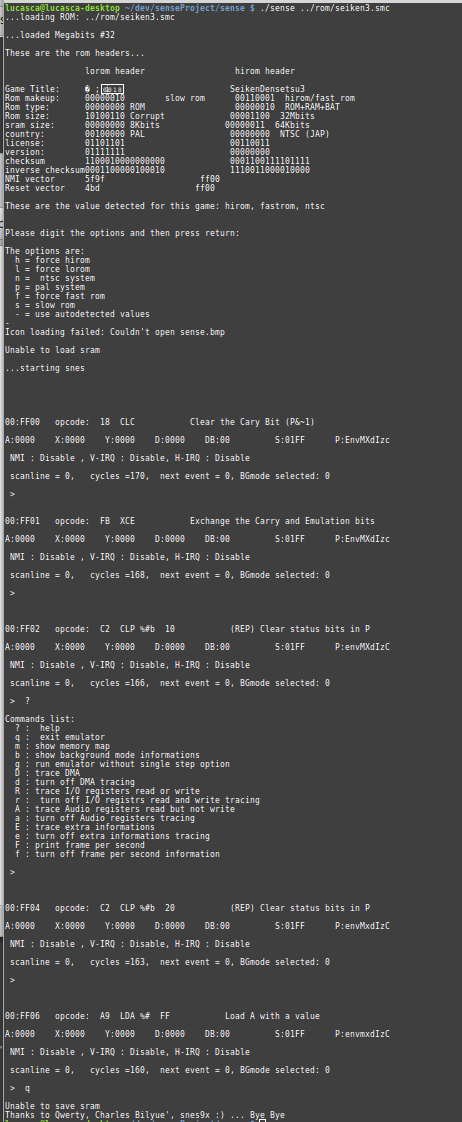 lucasca@lucasca-desktop ~/dev/senseProject/sense $ ./sense ../rom/seiken3.smc
...loading ROM: ../rom/seiken3.smc
...loaded Megabits #32
These are the rom headers...
lorom header hirom header
Game Title: � ; SeikenDensetsu3
Rom makeup: 00000010 slow rom 00110001 hirom/fast rom
Rom type: 00000000 ROM 00000010 ROM+RAM+BAT
Rom size: 10100110 Corrupt 00001100 32Mbits
sram size: 00000000 8Kbits 00000011 64Kbits
country: 00100000 PAL 00000000 NTSC (JAP)
license: 01101101 00110011
version: 01111111 00000000
checksum 1100010000000000 0001100111101111
inverse checksum0001100000100010 1110011000010000
NMI vector 5f9f ff00
Reset vector 4bd ff00
These are the value detected for this game: hirom, fastrom, ntsc
Please digit the options and then press return:
The options are:
h = force hirom
l = force lorom
n = ntsc system
p = pal system
f = force fast rom
s = slow rom
- = use autodetected values
-
Icon loading failed: Couldn't open sense.bmp
Unable to load sram
...starting snes
00:FF00 opcode: 18 CLC Clear the Cary Bit (P&~1)
A:0000 X:0000 Y:0000 D:0000 DB:00 S:01FF P:EnvMXdIzc
NMI : Disable , V-IRQ : Disable, H-IRQ : Disable
scanline = 0, cycles =170, next event = 0, BGmode selected: 0
>
00:FF01 opcode: FB XCE Exchange the Carry and Emulation bits
A:0000 X:0000 Y:0000 D:0000 DB:00 S:01FF P:EnvMXdIzc
NMI : Disable , V-IRQ : Disable, H-IRQ : Disable
scanline = 0, cycles =168, next event = 0, BGmode selected: 0
>
00:FF02 opcode: C2 CLP %#b 10 (REP) Clear status bits in P
A:0000 X:0000 Y:0000 D:0000 DB:00 S:01FF P:envMXdIzC
NMI : Disable , V-IRQ : Disable, H-IRQ : Disable
scanline = 0, cycles =166, next event = 0, BGmode selected: 0
> ?
Commands list:
? : help
q : exit emulator
m : show memory map
b : show background mode informations
g : run emulator without single step option
D : trace DMA
d : turn off DMA tracing
R : trace I/O registers read or write
r : turn off I/O registrs read and write tracing
A : trace Audio registers read but not write
a : turn off Audio registers tracing
E : trace extra informations
e : turn off extra informations tracing
F : print frame per second
f : turn off frame per second information
>
00:FF04 opcode: C2 CLP %#b 20 (REP) Clear status bits in P
A:0000 X:0000 Y:0000 D:0000 DB:00 S:01FF P:envMxdIzC
NMI : Disable , V-IRQ : Disable, H-IRQ : Disable
scanline = 0, cycles =163, next event = 0, BGmode selected: 0
>
00:FF06 opcode: A9 LDA %# FF Load A with a value
A:0000 X:0000 Y:0000 D:0000 DB:00 S:01FF P:envmxdIzC
NMI : Disable , V-IRQ : Disable, H-IRQ : Disable
scanline = 0, cycles =160, next event = 0, BGmode selected: 0
> q
Unable to save sram
Thanks to Qwerty, Charles Bilyue', snes9x :) ... Bye Bye